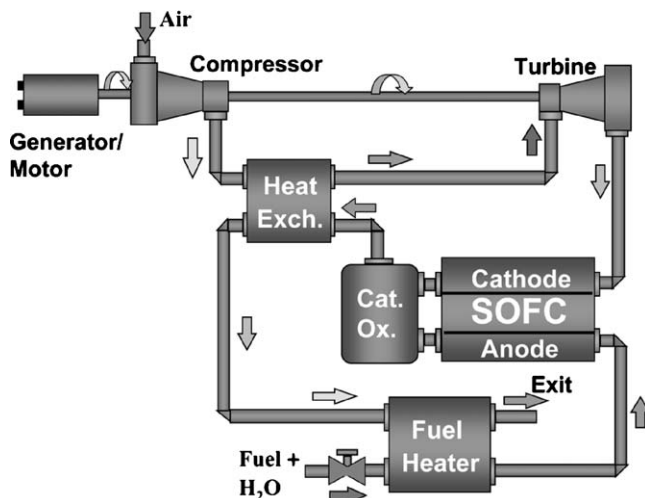 Air
Compressor
Turbine
Generator/
Motor
Heat
Exch.
Cat.
Ox.
Cathode
SOFC
Anode
Exit
Fuel
Heater
Fuel +
H₂O